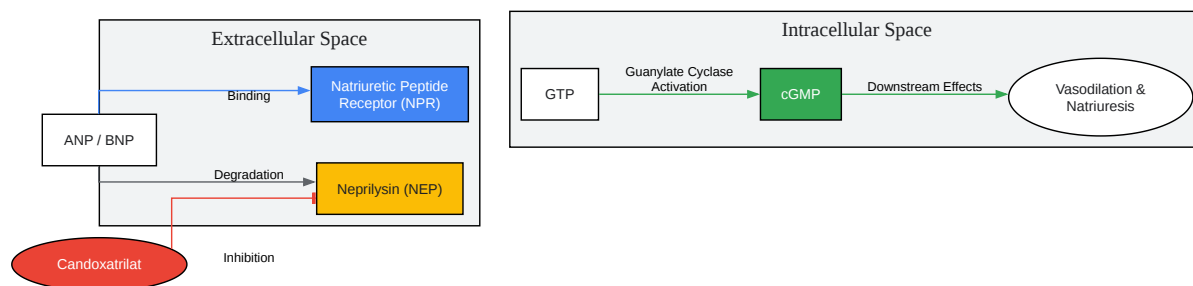 Extracellular Space
Natriuretic Peptide
Receptor (NPR)
Binding
ANP / BNP
Degradation
Neprilysin (NEP)
Candoxatrilat
Inhibition
Intracellular Space
GTP
Guanylate Cyclase
Activation
cGMP
Downstream Effects
Vasodilation &
Natriuresis